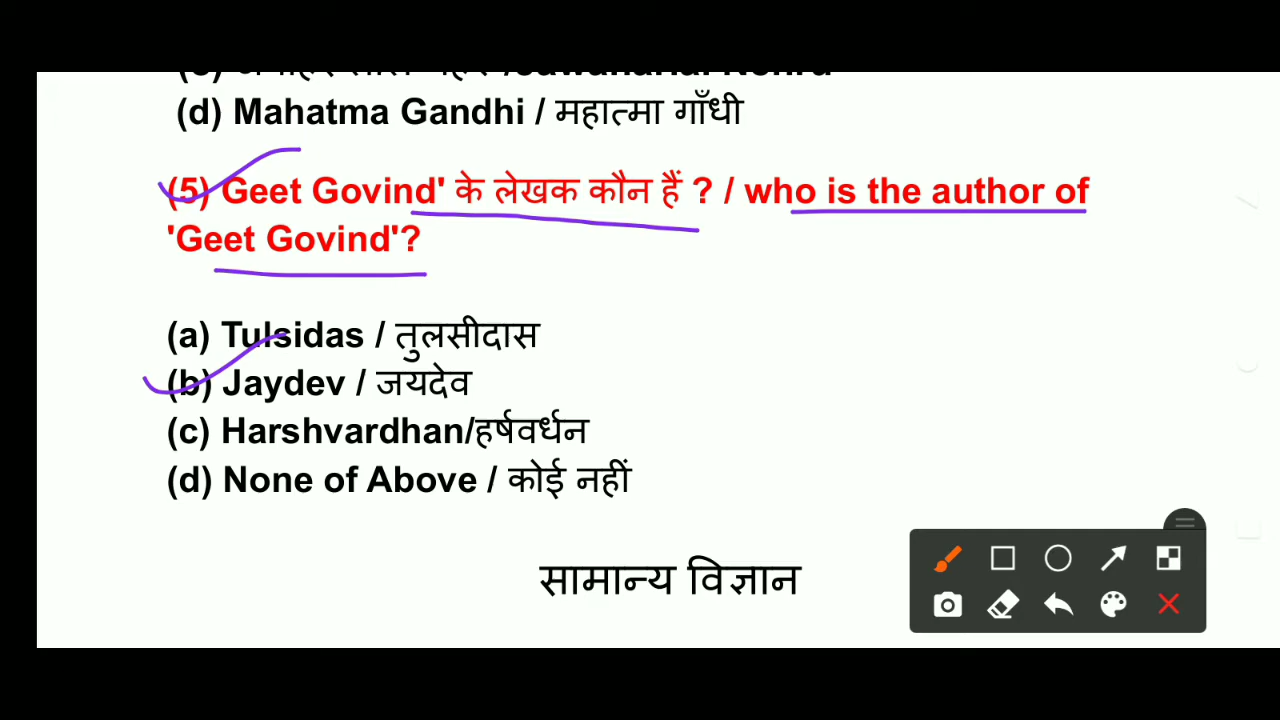 (d) Mahatma Gandhi / महात्मा गाँधी
(5) Geet Govind' के लेखक कौन हैं ? / who is the author of
'Geet Govind'?
(a) Tulsidas / तुलसीदास
(b) Jaydev / जयदेव
(c) Harshvardhan/हर्षवर्धन
(d) None of Above / कोई नहीं
सामान्य विज्ञान